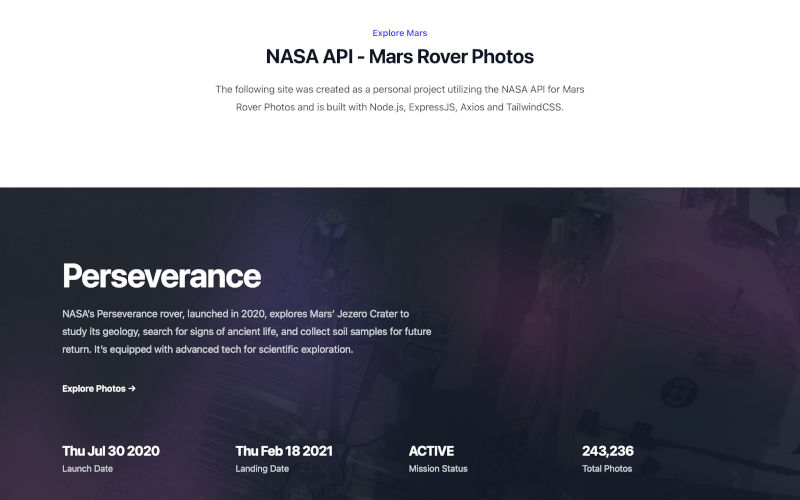 Explore Mars
NASA API - Mars Rover Photos
The following site was created as a personal project utilizing the NASA API for Mars
Rover Photos and is built with Node.js, ExpressJS, Axios and TailwindCSS.
Perseverance
NASA's Perseverance rover, launched in 2020, explores Mars' Jezero Crater to
study its geology, search for signs of ancient life, and collect soil samples for future
return. It's equipped with advanced tech for scientific exploration.
Explore Photos →
Thu Jul 30 2020
Launch Date
Thu Feb 18 2021
Landing Date
ACTIVE
Mission Status
243,236
Total Photos